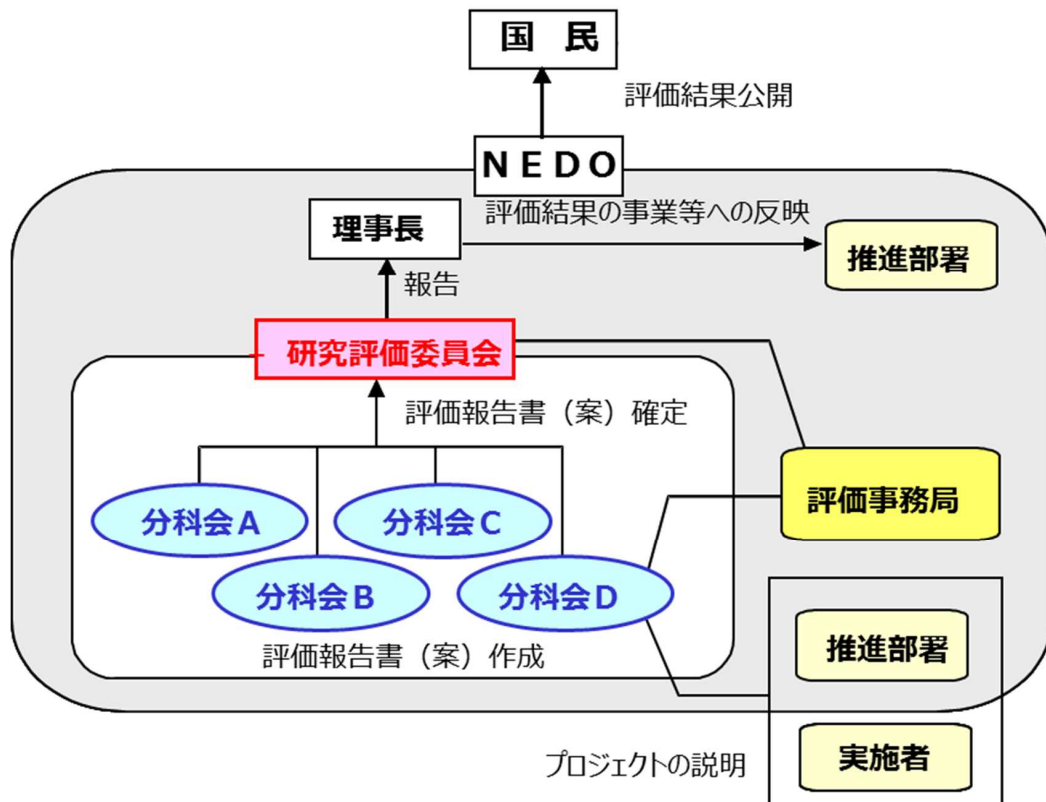 国 民
評価結果公開
NEDO
評価結果の事業等への反映
理事長
推進部署
報告
研究評価委員会
評価報告書（案）確定
分科会A
分科会C
評価事務局
分科会B
分科会D
推進部署
評価報告書（案）作成
実施者
プロジェクトの説明